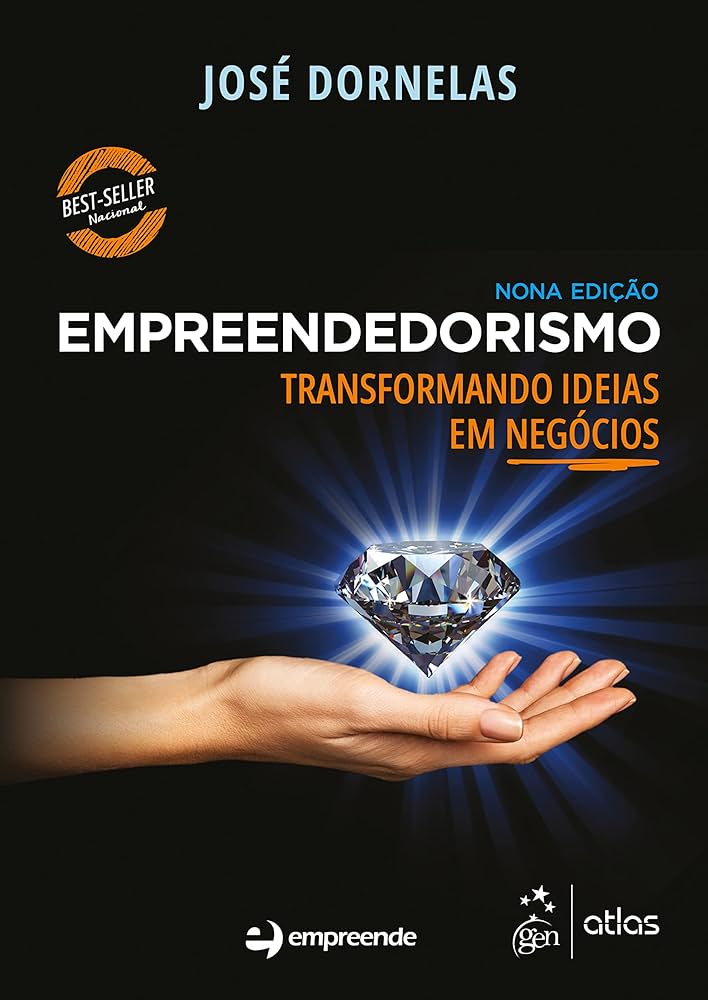 JOSÉ DORNELAS
BEST-SELLER
Nacional
NONA EDIÇÃO
EMPREENDEDORISMO
TRANSFORMANDO IDEIAS
EM NEGÓCIOS
empreende
gen
atlas